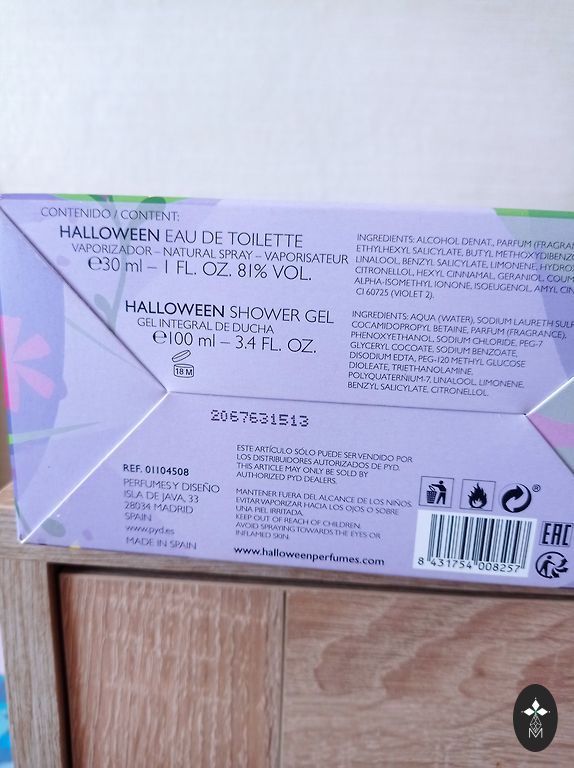 CONTENIDO / CONTENT:
HALLOWEEN EAU DE TOILETTE
VAPORIZADOR – NATURAL SPRAY – VAPORISATEUR
℮30 ml – 1 FL. OZ. 81% VOL.
INGREDIENTS: ALCOHOL DENAT., PARFUM (FRAGRAN
ETHYLHEXYL SALICYLATE, BUTYL METHOXYDIBENZO
LINALOOL, BENZYL SALICYLATE, LIMONENE, HYDROX
CITRONELLOL, HEXYL CINNAMAL, GERANIOL, COUM
ALPHA-ISOMETHYL IONONE, ISOEUGENOL, AMYL CIN
CI 60725 (VIOLET 2).
HALLOWEEN SHOWER GEL
GEL INTEGRAL DE DUCHA
℮100 ml – 3.4 FL. OZ.
18 M
INGREDIENTS: AQUA (WATER), SODIUM LAURETH SULF
COCAMIDOPROPYL BETAINE, PARFUM (FRAGRANCE),
PHENOXYETHANOL, SODIUM CHLORIDE, PEG-7
GLYCERYL COCOATE, SODIUM BENZOATE,
DISODIUM EDTA, PEG-120 METHYL GLUCOSE
DIOLEATE, TRIETHANOLAMINE,
POLYQUATERNIUM-7, LINALOOL, LIMONENE,
BENZYL SALICYLATE, CITRONELLOL.
2067631513
REF. 01104508
PERFUMES Y DISEÑO
ISLA DE JAVA, 33
28034 MADRID
SPAIN
www.pyd.es
MADE IN SPAIN
ESTE ARTÍCULO SÓLO PUEDE SER VENDIDO POR
LOS DISTRIBUIDORES AUTORIZADOS DE PYD.
THIS ARTICLE MAY ONLY BE SOLD BY
AUTHORIZED PYD DEALERS.
MANTENER FUERA DEL ALCANCE DE LOS NIÑOS.
EVITAR VAPORIZAR HACIA LOS OJOS O SOBRE
UNA PIEL IRRITADA.
KEEP OUT OF REACH OF CHILDREN.
AVOID SPRAYING TOWARDS THE EYES OR
INFLAMED SKIN.
www.halloweenperfumes.com
®
8 431754 008257
EAC
M